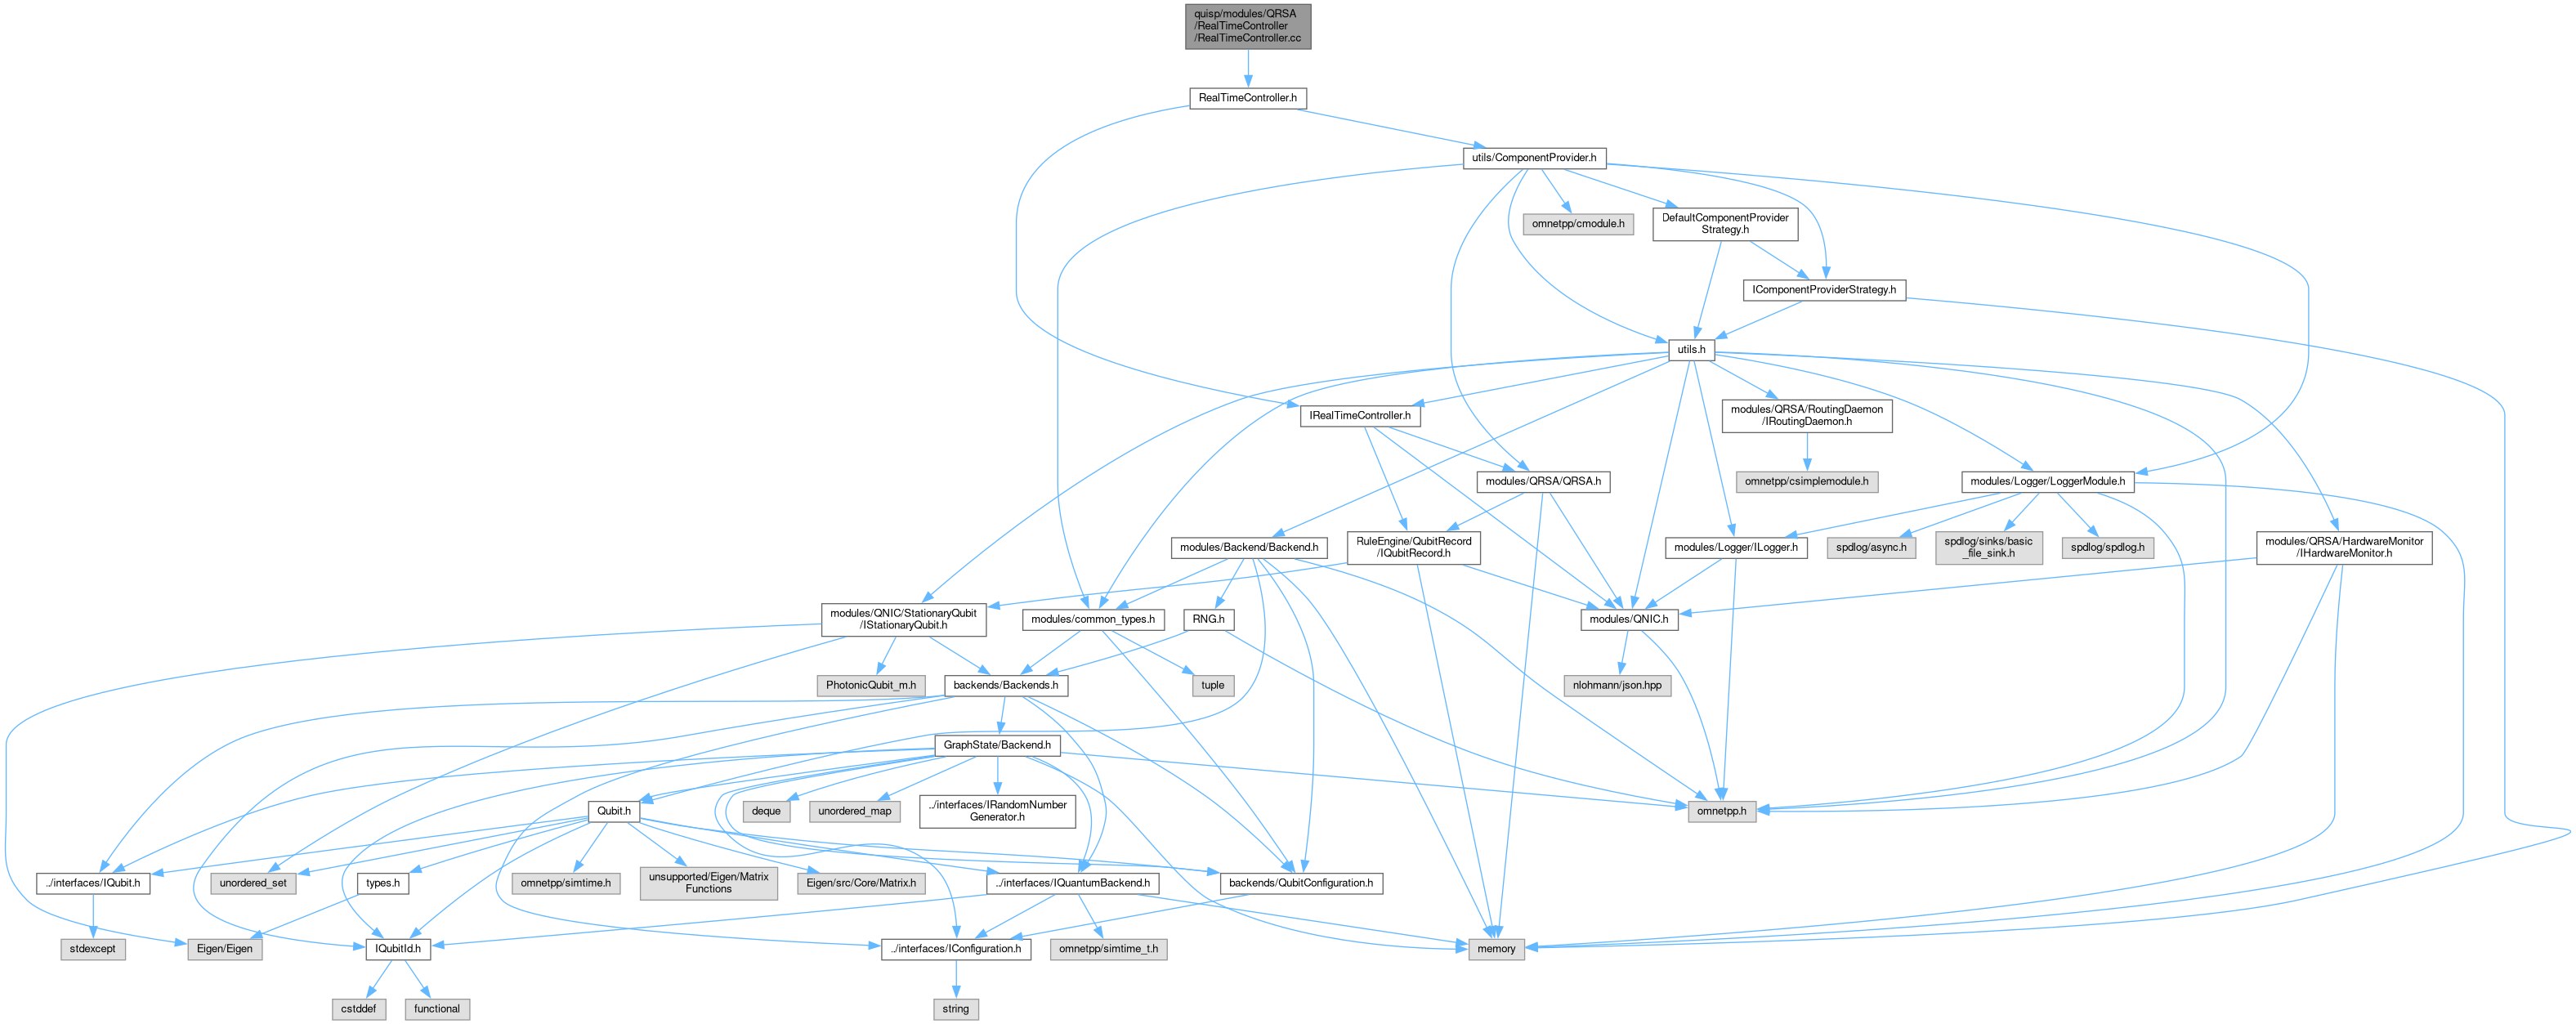 quisp/modules/QRSA
/RealTimeController
/RealTimeController.cc
RealTimeController.h
utils/ComponentProvider.h
omnetpp/cmodule.h
DefaultComponentProvider
Strategy.h
IComponentProviderStrategy.h
utils.h
IRealTimeController.h
modules/QRSA/RoutingDaemon
/IRoutingDaemon.h
modules/QRSA/QRSA.h
omnetpp/csimplemodule.h
modules/Logger/LoggerModule.h
modules/Backend/Backend.h
RuleEngine/QubitRecord
/IQubitRecord.h
modules/Logger/ILogger.h
spdlog/async.h
spdlog/sinks/basic
_file_sink.h
spdlog/spdlog.h
modules/QRSA/HardwareMonitor
/IHardwareMonitor.h
modules/QNIC/StationaryQubit
/IStationaryQubit.h
modules/common_types.h
RNG.h
modules/QNIC.h
PhotonicQubit_m.h
backends/Backends.h
tuple
nlohmann/json.hpp
GraphState/Backend.h
Qubit.h
deque
unordered_map
../interfaces/IRandomNumber
Generator.h
omnetpp.h
../interfaces/IQubit.h
unordered_set
types.h
omnetpp/simtime.h
unsupported/Eigen/Matrix
Functions
Eigen/src/Core/Matrix.h
../interfaces/IQuantumBackend.h
backends/QubitConfiguration.h
stdexcept
Eigen/Eigen
IQubitId.h
../interfaces/IConfiguration.h
omnetpp/simtime_t.h
memory
cstddef
functional
string